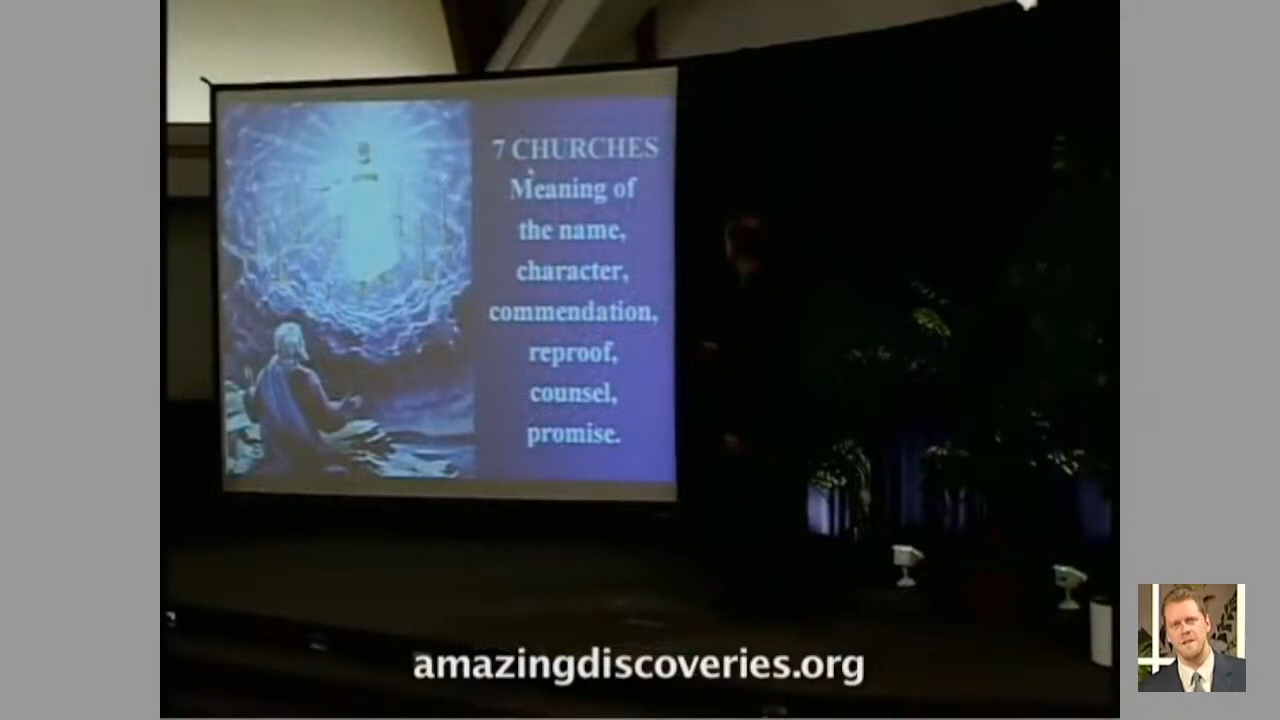 7 CHURCHES
Meaning of
the name,
character,
commendation,
reproof,
counsel,
promise.
amazingdiscoveries.org